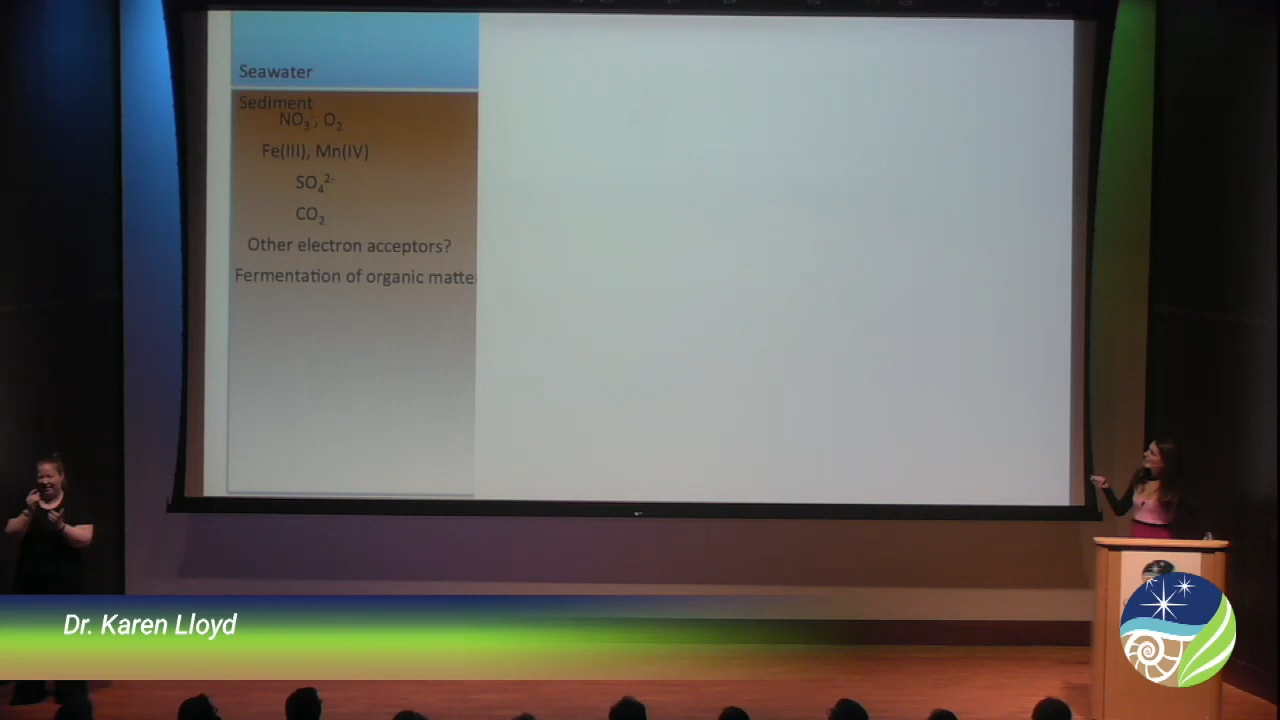 Seawater
Sediment
NO₃⁻, O₂
Fe(III), Mn(IV)
SO₄²⁻
CO₂
Other electron acceptors?
Fermentation of organic matte
Dr. Karen Lloyd